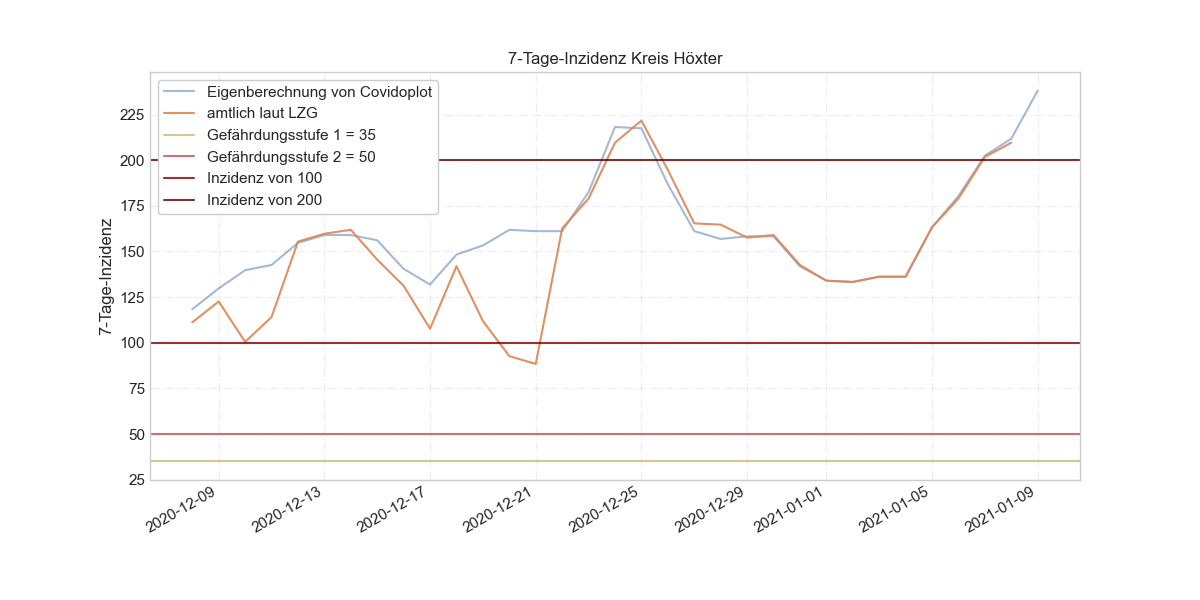 7-Tage-Inzidenz Kreis Höxter
Eigenberechnung von Covidoplot
amtlich laut LZG
Gefährdungsstufe 1 = 35
Gefährdungsstufe 2 = 50
Inzidenz von 100
Inzidenz von 200
7-Tage-Inzidenz
225
200
175
150
125
100
75
50
25
2020-12-09
2020-12-13
2020-12-17
2020-12-21
2020-12-25
2020-12-29
2021-01-01
2021-01-05
2021-01-09